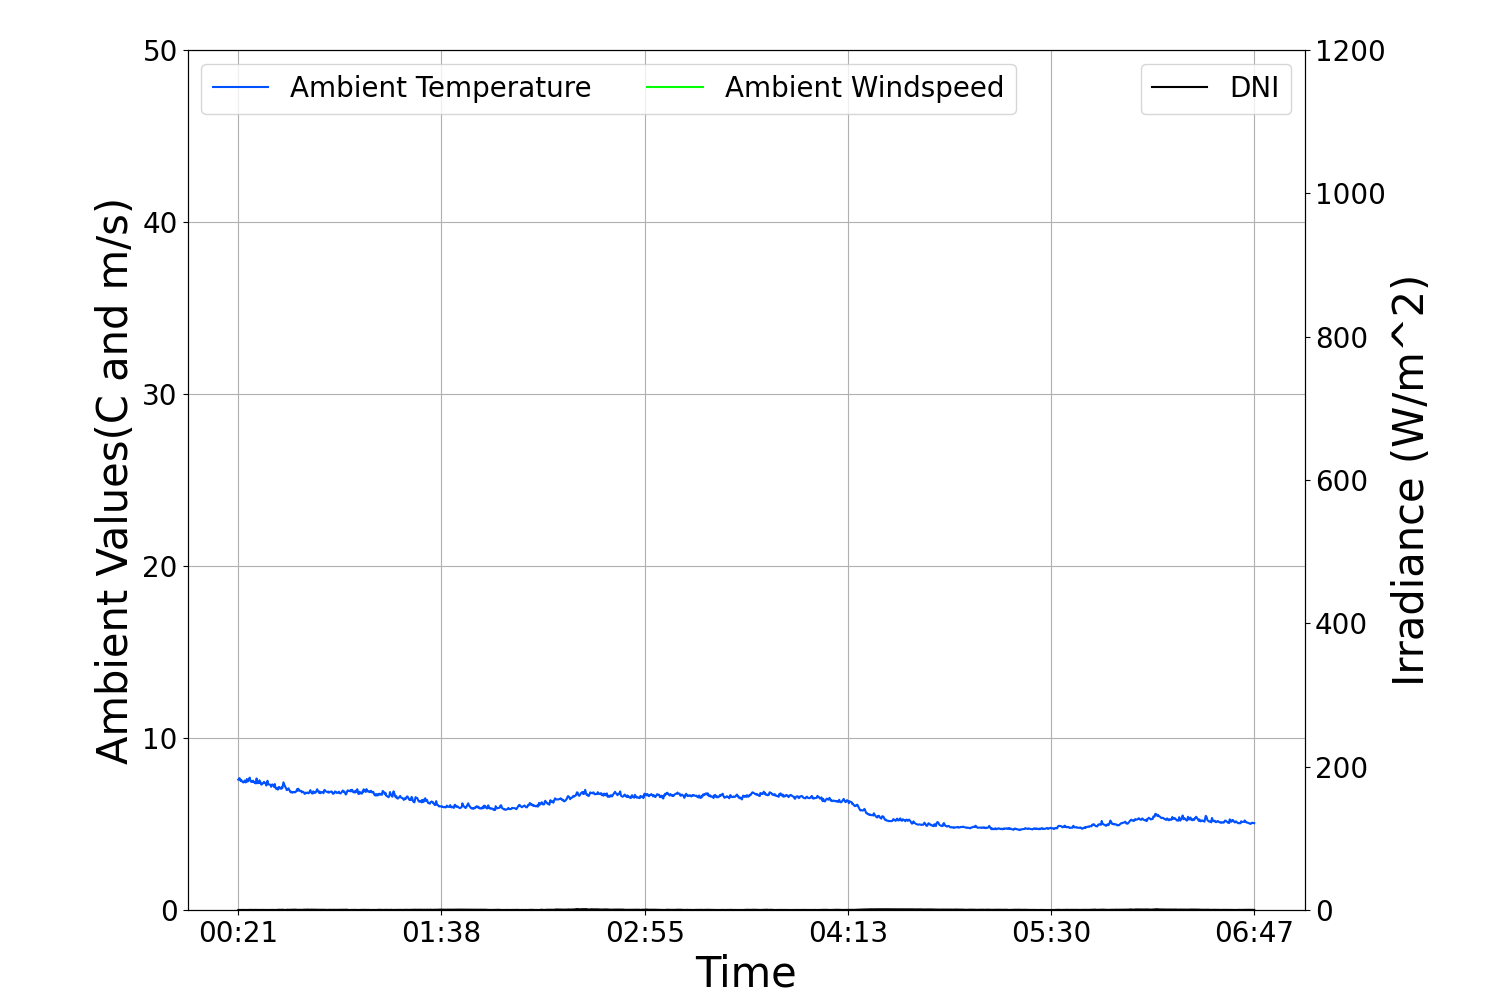 Ambient Temperature
Ambient Windspeed
DNI
50
40
30
20
10
0
1200
1000
800
600
400
200
0
Ambient Values(C and m/s)
Irradiance (W/m^2)
00:21 01:38 02:55 04:13 05:30 06:47
Time